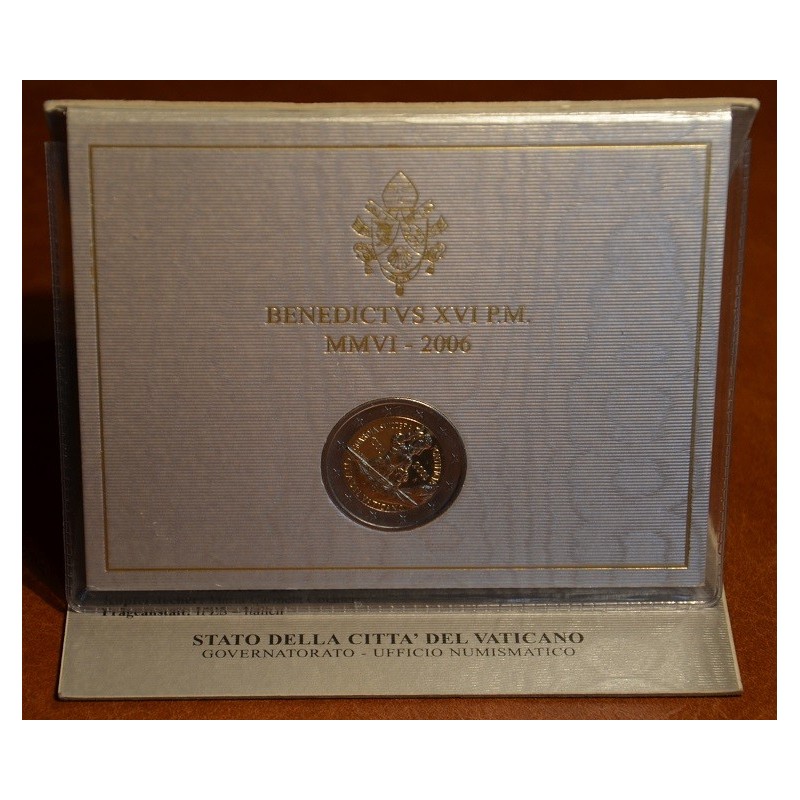 BENEDICTVS XVI P.M.
MMVI - 2006
STATO DELLA CITTA' DEL VATICANO
GOVERNATORATO - UFFICIO NUMISMATICO